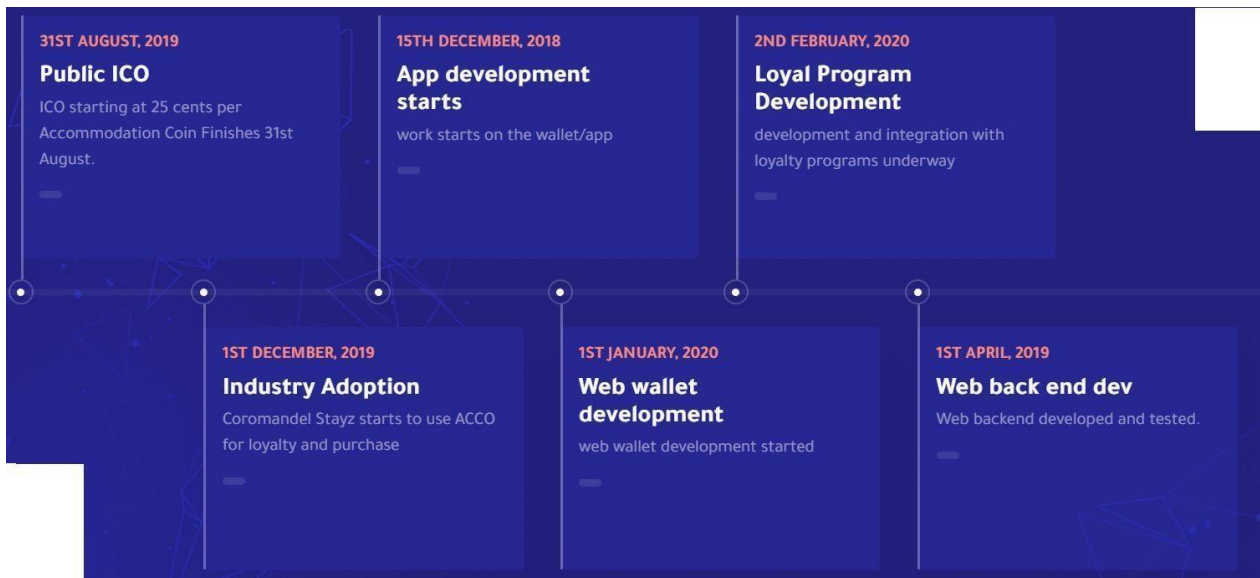 31ST AUGUST, 2019
Public ICO
ICO starting at 25 cents per
Accommodation Coin Finishes 31st
August.
15TH DECEMBER, 2018
App development
starts
work starts on the wallet/app
2ND FEBRUARY, 2020
Loyal Program
Development
development and integration with
loyalty programs underway
1ST DECEMBER, 2019
Industry Adoption
Coromandel Stayz starts to use ACCO
for loyalty and purchase
1ST JANUARY, 2020
Web wallet
development
web wallet development started
1ST APRIL, 2019
Web back end dev
Web backend developed and tested.